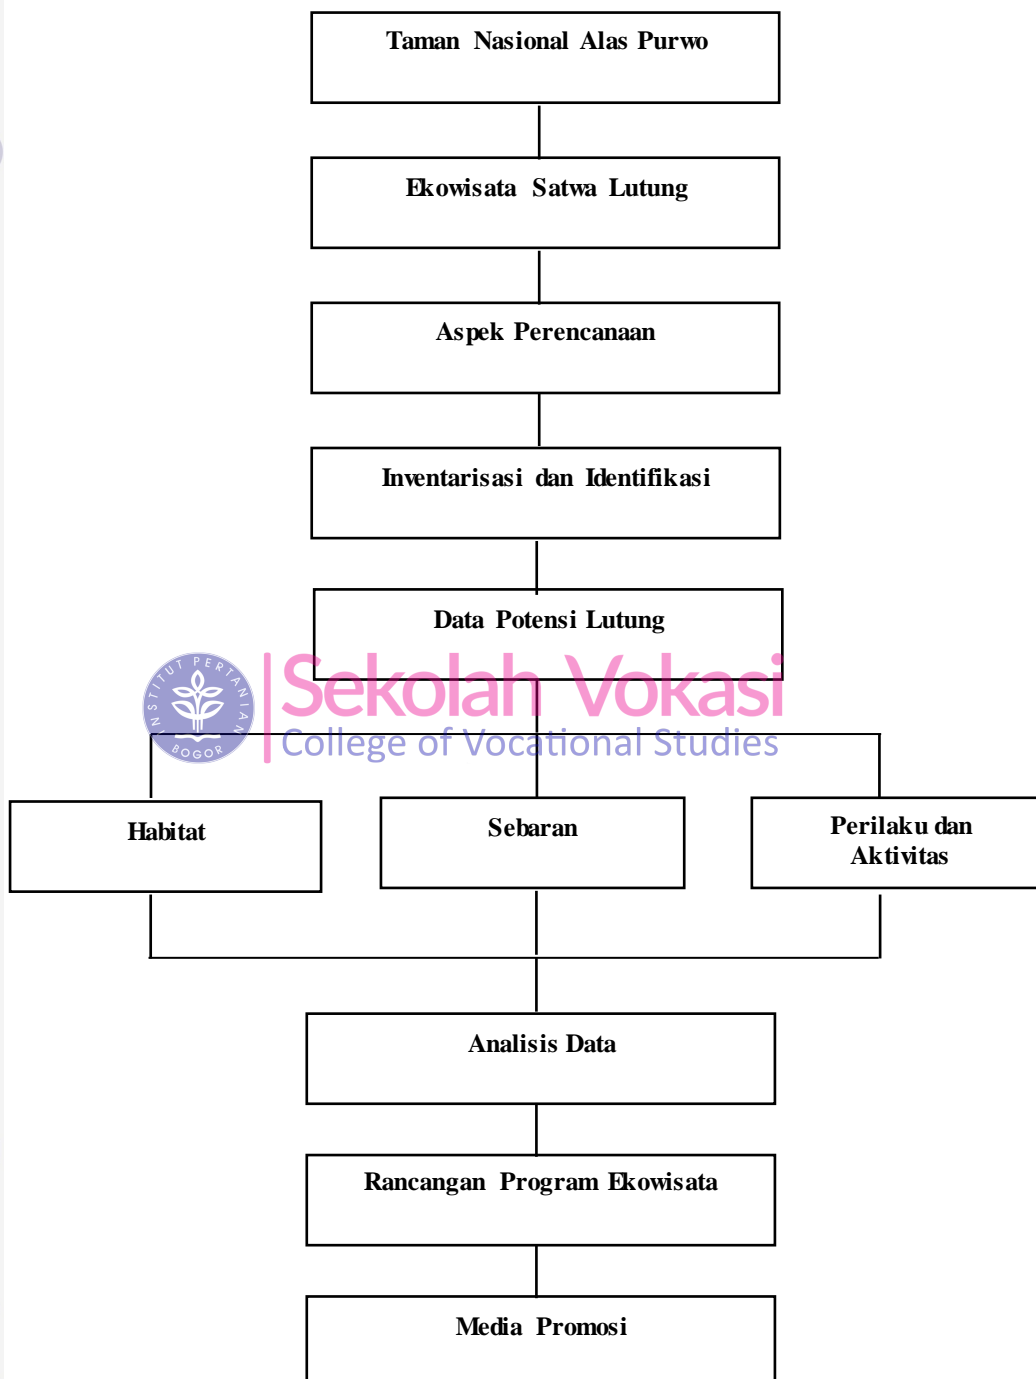 Taman Nasional Alas Purwo
Ekowisata Satwa Lutung
Aspek Perencanaan
Inventarisasi dan Identifikasi
Data Potensi Lutung
INSTITUT PERTANIAN
BOGOR
Sekolah Vokasi
College of Vocational Studies
Habitat
Sebaran
Perilaku dan
Aktivitas
Analisis Data
Rancangan Program Ekowisata
Media Promosi